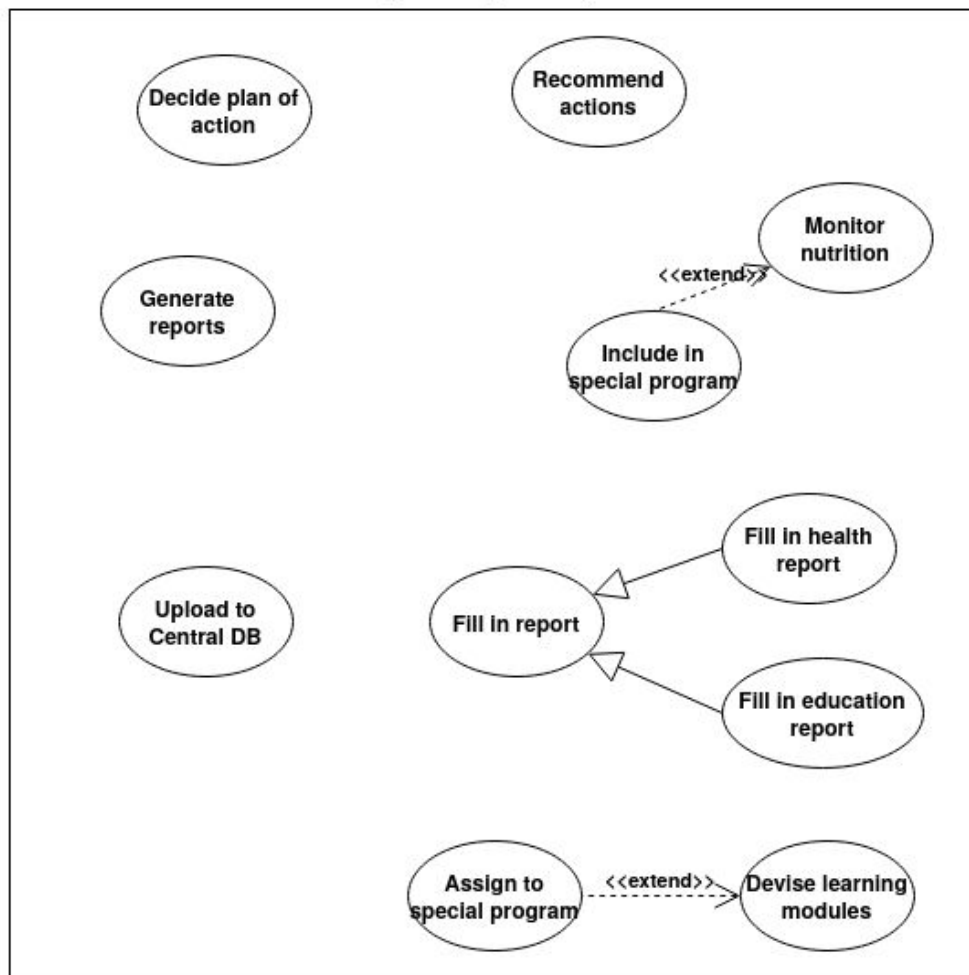 Decide plan of
action
Recommend
actions
Monitor
nutrition
<<extend>>
Generate
reports
Include in
special program
Fill in health
report
Upload to
Central DB
Fill in report
Fill in education
report
Assign to
special program
<<extend>>
Devise learning
modules